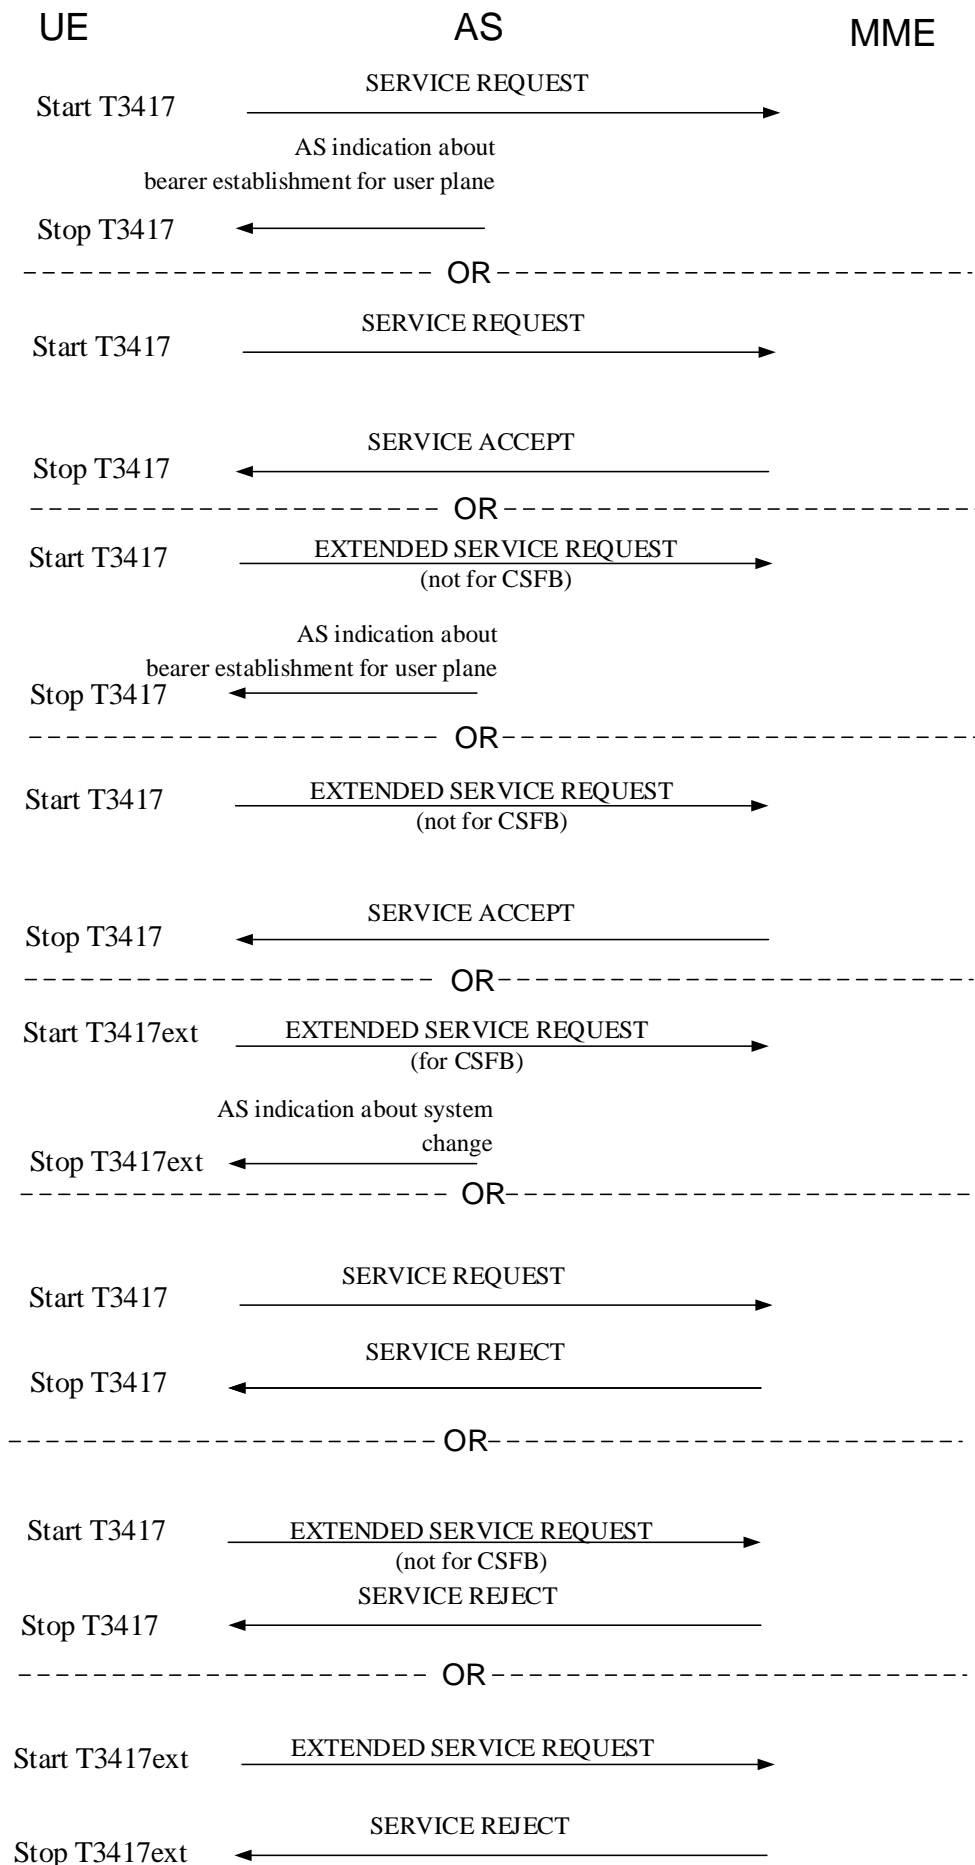 UE AS MME
SERVICE REQUEST
Start T3417
AS indication about
bearer establishment for user plane
Stop T3417
OR
SERVICE REQUEST
Start T3417
SERVICE ACCEPT
Stop T3417
OR
Start T3417 EXTENDED SERVICE REQUEST
(not for CSFB)
AS indication about
bearer establishment for user plane
Stop T3417
OR
Start T3417 EXTENDED SERVICE REQUEST
(not for CSFB)
SERVICE ACCEPT
Stop T3417
OR
Start T3417ext EXTENDED SERVICE REQUEST
(for CSFB)
AS indication about system
change
Stop T3417ext
OR
SERVICE REQUEST
Start T3417
SERVICE REJECT
Stop T3417
OR
Start T3417 EXTENDED SERVICE REQUEST
(not for CSFB)
SERVICE REJECT
Stop T3417
OR
Start T3417ext EXTENDED SERVICE REQUEST
SERVICE REJECT
Stop T3417ext